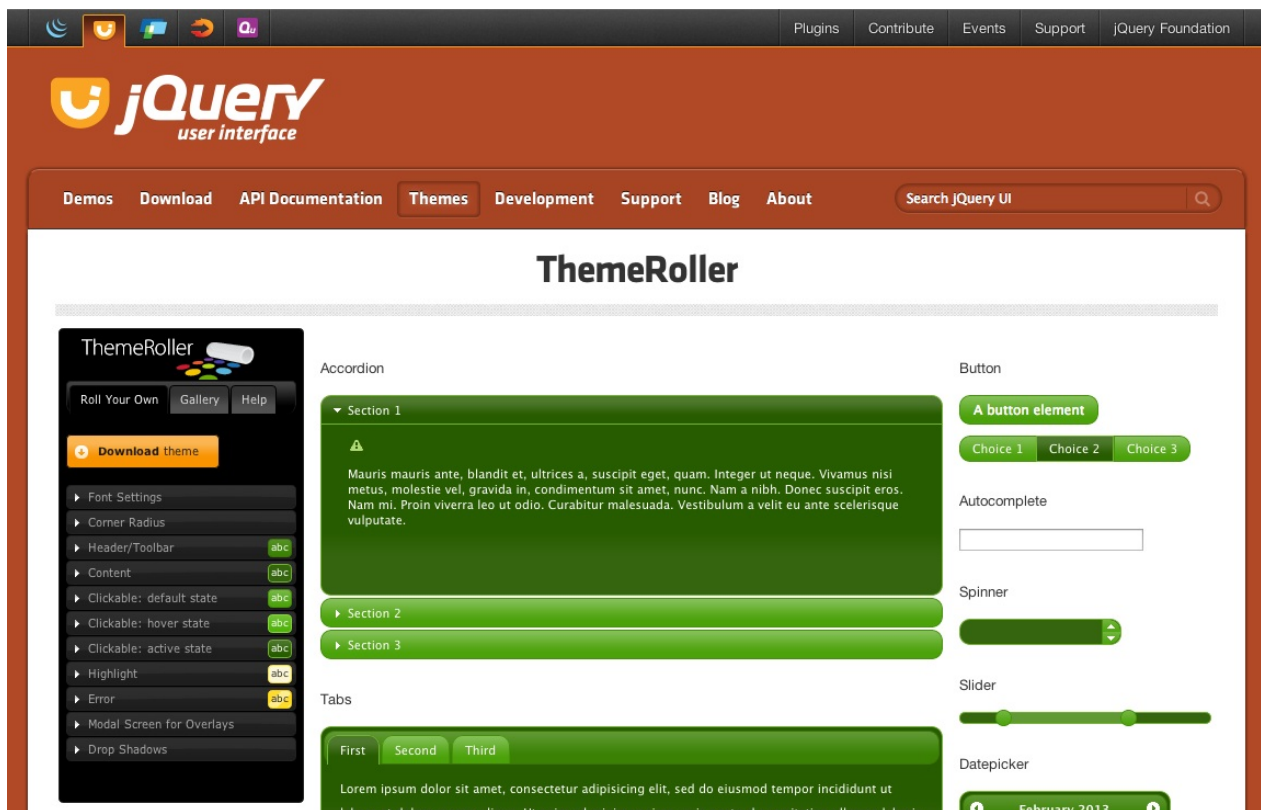 Qu
Plugins Contribute Events Support jQuery Foundation
jQuery
user interface
Demos Download API Documentation Themes Development Support Blog About Search jQuery UI
ThemeRoller
ThemeRoller
Roll Your Own Gallery Help
Download theme
Font Settings
Corner Radius
Header/Toolbar abc
Content abc
Clickable: default state abc
Clickable: hover state abc
Clickable: active state abc
Highlight abc
Error abc
Modal Screen for Overlays
Drop Shadows
Accordion
Section 1
Mauris mauris ante, blandit et, ultrices a, suscipit eget, quam. Integer ut neque. Vivamus nisi
metus, molestie vel, gravida in, condimentum sit amet, nunc. Nam a nibh. Donec suscipit eros.
Nam mi. Proin viverra leo ut odio. Curabitur malesuada. Vestibulum a velit eu ante scelerisque
vulputate.
Section 2
Section 3
Tabs
First Second Third
Lorem ipsum dolor sit amet, consectetur adipisicing elit, sed do eiusmod tempor incididunt ut
Button
A button element
Choice 1 Choice 2 Choice 3
Autocomplete
Spinner
Slider
Datepicker
February 2013